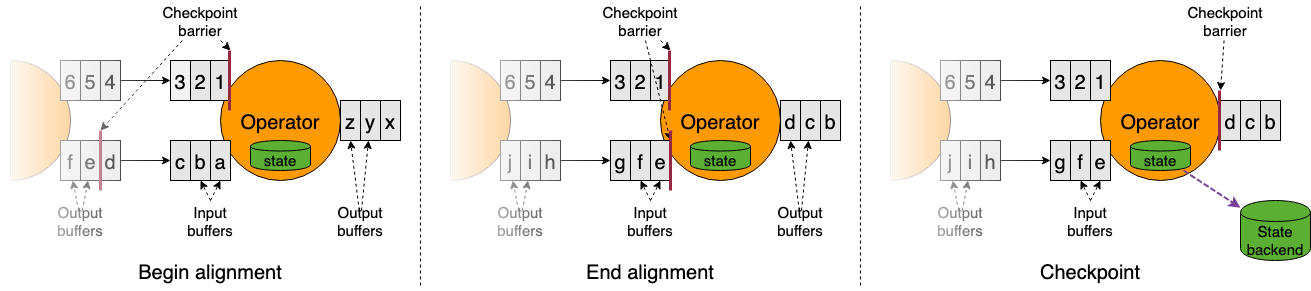 Checkpoint
barrier
6 5 4
3 2 1
Operator
z y x
state
f e d
c b a
Output
buffers
Input
buffers
Output
buffers
Begin alignment
Checkpoint
barrier
6 5 4
3 2 1
Operator
d c b
state
j i h
g f e
Output
buffers
Input
buffers
Output
buffers
End alignment
Checkpoint
barrier
6 5 4
3 2 1
Operator
d c b
state
j i h
g f e
Output
buffers
Input
buffers
State
backend
Checkpoint